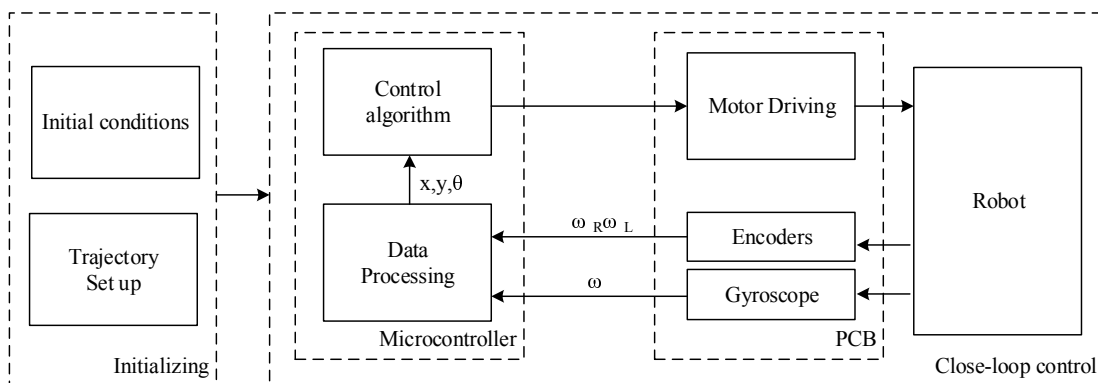 Initial conditions
Trajectory
Set up
Initializing
Control
algorithm
x,y,θ
Data
Processing
Microcontroller
ω R ω L
ω
Motor Driving
Encoders
Gyroscope
PCB
Robot
Close-loop control